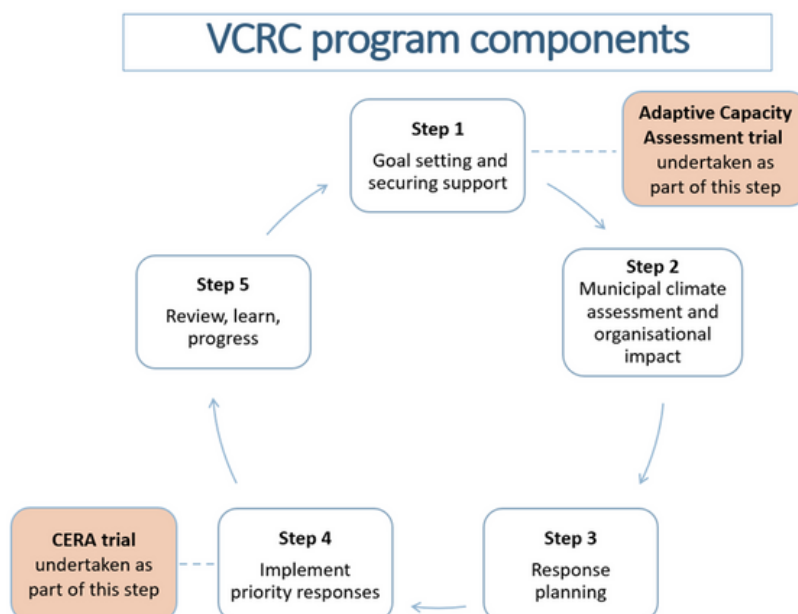 VCRC program components
Step 1
Goal setting and
securing support
Adaptive Capacity
Assessment trial
undertaken as
part of this step
Step 2
Municipal climate
assessment and
organisational
impact
Step 3
Response
planning
Step 4
Implement
priority responses
CERA trial
undertaken as
part of this step
Step 5
Review, learn,
progress